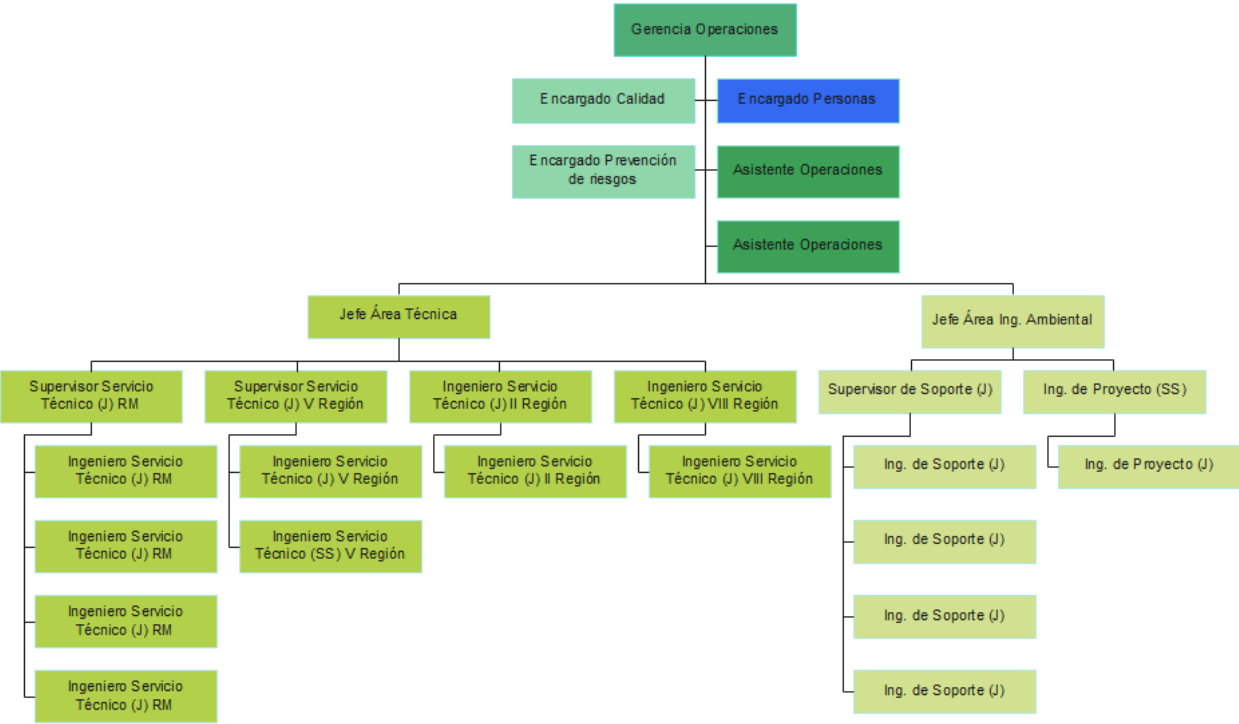 Gerencia Operaciones
Encargado Calidad
Encargado Personas
Encargado Prevención
de riesgos
Asistente Operaciones
Asistente Operaciones
Jefe Área Técnica
Jefe Área Ing. Ambiental
Supervisor Servicio
Técnico (J) RM
Supervisor Servicio
Técnico (J) V Región
Ingeniero Servicio
Técnico (J) II Región
Ingeniero Servicio
Técnico (J) VIII Región
Supervisor de Soporte (J)
Ing. de Proyecto (SS)
Ingeniero Servicio
Técnico (J) RM
Ingeniero Servicio
Técnico (J) V Región
Ingeniero Servicio
Técnico (J) II Región
Ingeniero Servicio
Técnico (J) VIII Región
Ing. de Soporte (J)
Ing. de Proyecto (J)
Ingeniero Servicio
Técnico (J) RM
Ingeniero Servicio
Técnico (SS) V Región
Ing. de Soporte (J)
Ingeniero Servicio
Técnico (J) RM
Ing. de Soporte (J)
Ingeniero Servicio
Técnico (J) RM
Ing. de Soporte (J)